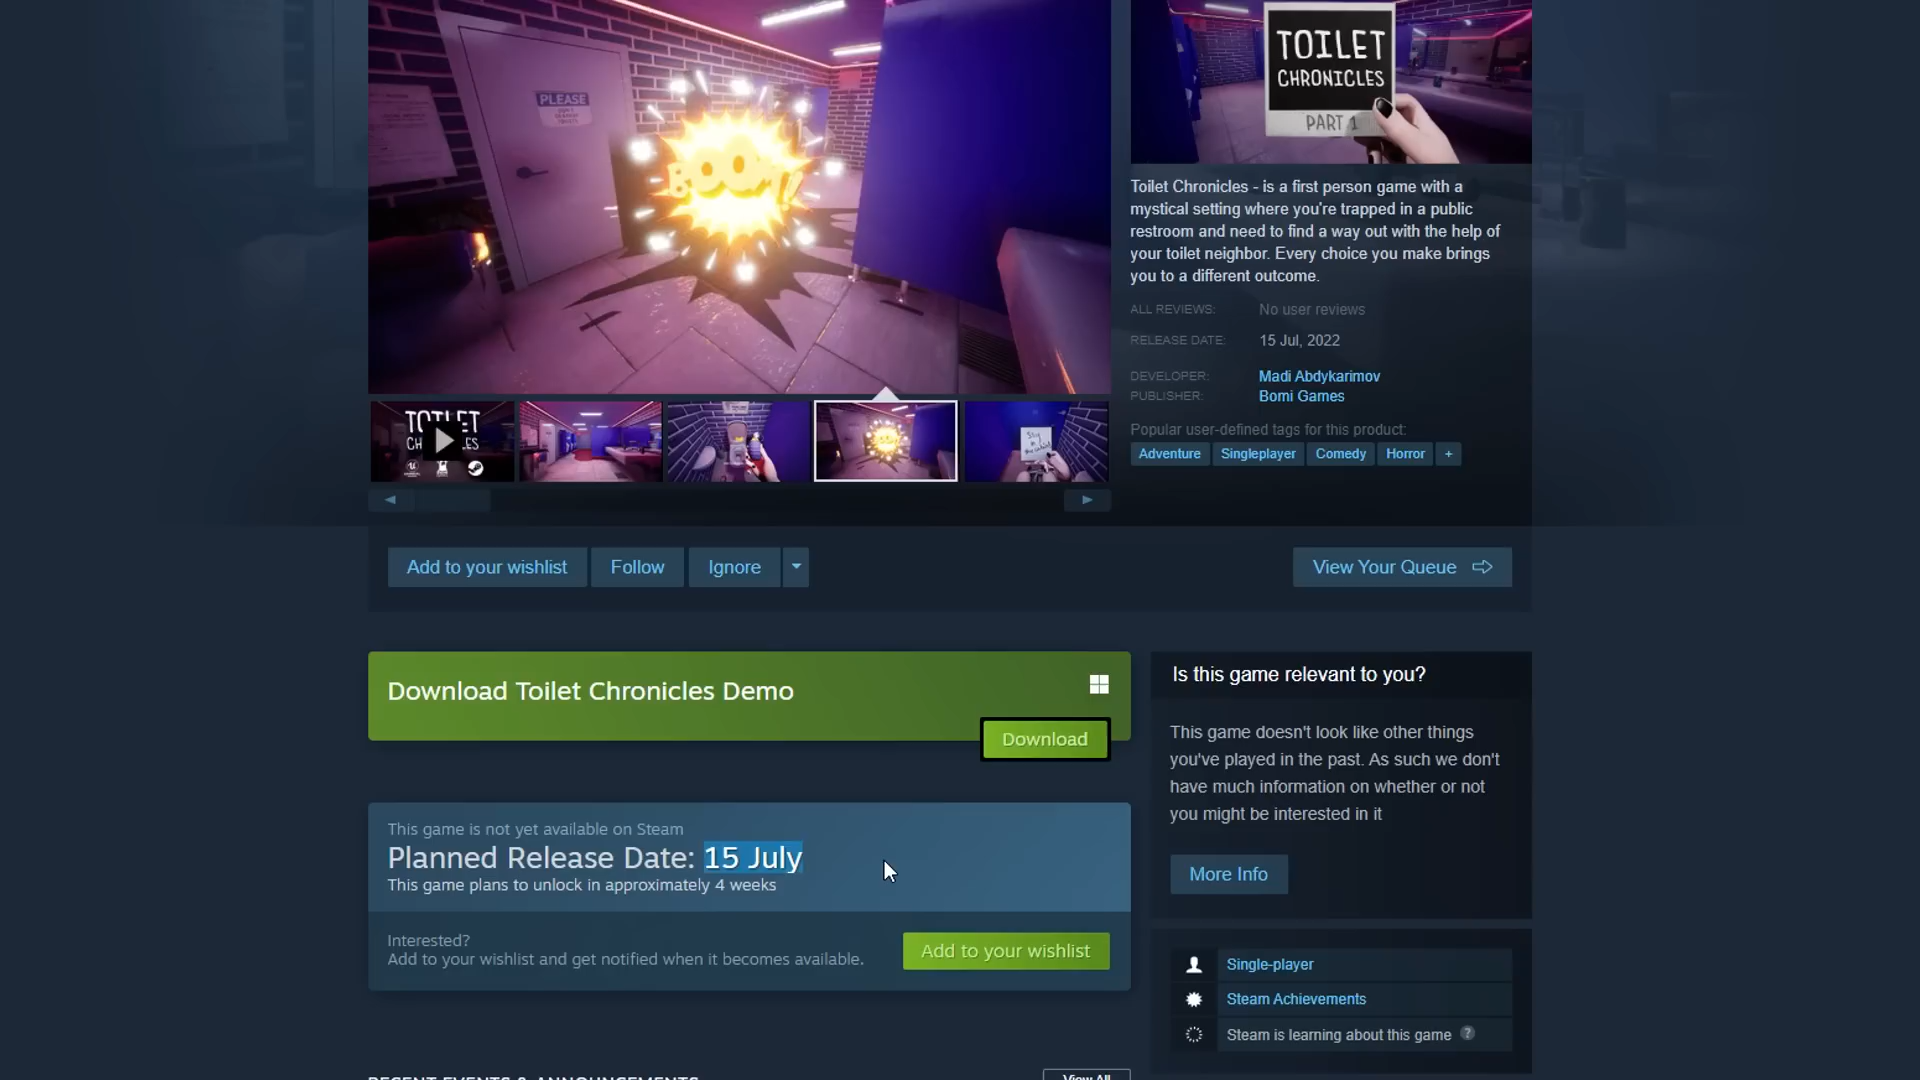 PLEASE
BOOM!!
TOILET
CHRONICLES
PART 1
Toilet Chronicles - is a first person game with a
mystical setting where you're trapped in a public
restroom and need to find a way out with the help of
your toilet neighbor. Every choice you make brings
you to a different outcome.
ALL REVIEWS: No user reviews
RELEASE DATE: 15 Jul, 2022
DEVELOPER: Madi Abdykarimov
PUBLISHER: Bomi Games
Popular user-defined tags for this product:
Adventure Singleplayer Comedy Horror +
Add to your wishlist Follow Ignore
View Your Queue
Download Toilet Chronicles Demo
Download
This game is not yet available on Steam
Planned Release Date: 15 July
This game plans to unlock in approximately 4 weeks
Interested?
Add to your wishlist and get notified when it becomes available.
Add to your wishlist
Is this game relevant to you?
This game doesn't look like other things
you've played in the past. As such we don't
have much information on whether or not
you might be interested in it
More Info
Single-player
Steam Achievements
Steam is learning about this game ?
RECENT EVENTS & ANNOUNCEMENTS
View All